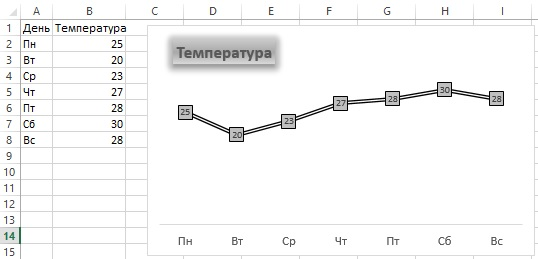 A B C D E F G H I
1 День Температура
2 Пн 25
3 Вт 20
4 Ср 23
5 Чт 27
6 Пт 28
7 Сб 30
8 Вс 28
9
10
11
12
13
14
15
Температура
25 20 23 27 28 30 28
Пн Вт Ср Чт Пт Сб Вс